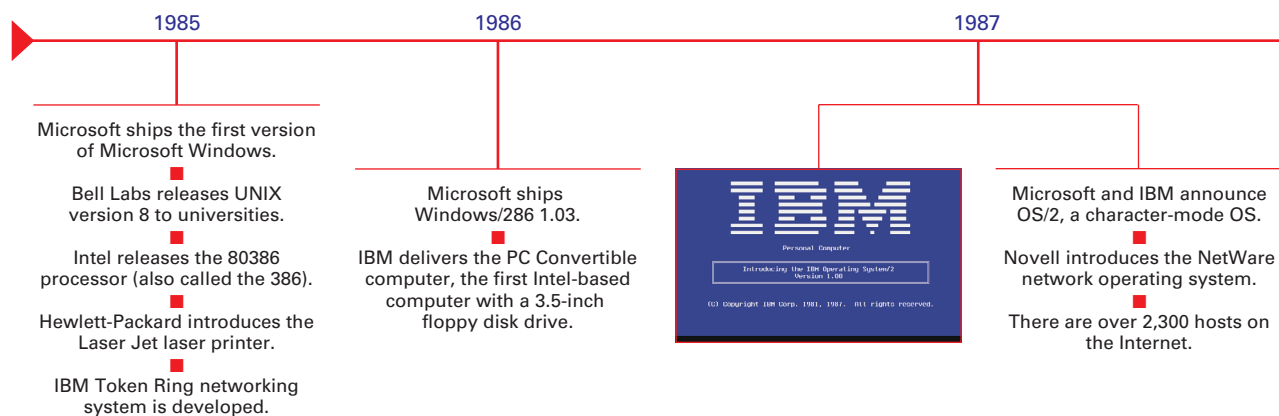 1985
1986
1987
Microsoft ships the first version
of Microsoft Windows.
Bell Labs releases UNIX
version 8 to universities.
Intel releases the 80386
processor (also called the 386).
Hewlett-Packard introduces the
Laser Jet laser printer.
IBM Token Ring networking
system is developed.
Microsoft ships
Windows/286 1.03.
IBM delivers the PC Convertible
computer, the first Intel-based
computer with a 3.5-inch
floppy disk drive.
IBM
Personal Computer
Introducing the IBM Operating System/2
Version 1.00
(C) Copyright IBM Corp. 1981, 1987. All rights reserved.
Microsoft and IBM announce
OS/2, a character-mode OS.
Novell introduces the NetWare
network operating system.
There are over 2,300 hosts on
the Internet.